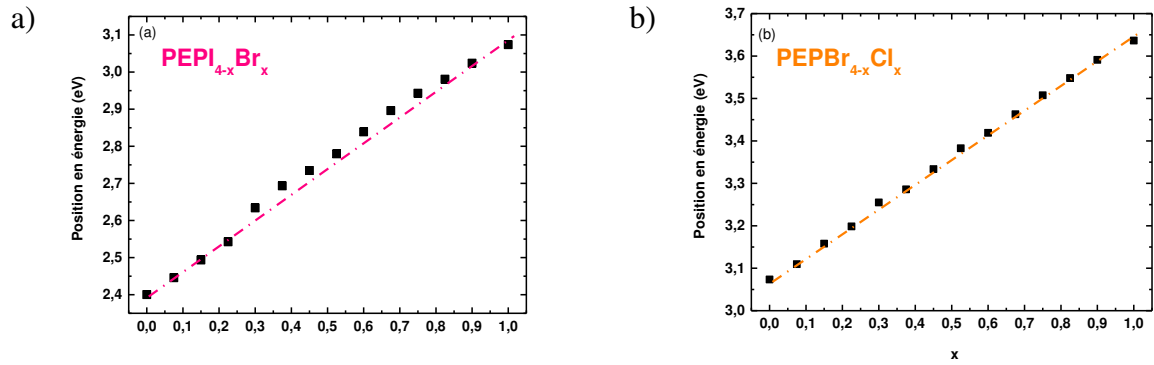 a)
(a)
PEPI4-xBrx
Position en énergie (eV)
3,1
3,0
2,9
2,8
2,7
2,6
2,5
2,4
0,0 0,1 0,2 0,3 0,4 0,5 0,6 0,7 0,8 0,9 1,0
b)
(b)
PEPBr4-xClx
Position en énergie (eV)
3,7
3,6
3,5
3,4
3,3
3,2
3,1
3,0
0,0 0,1 0,2 0,3 0,4 0,5 0,6 0,7 0,8 0,9 1,0
x